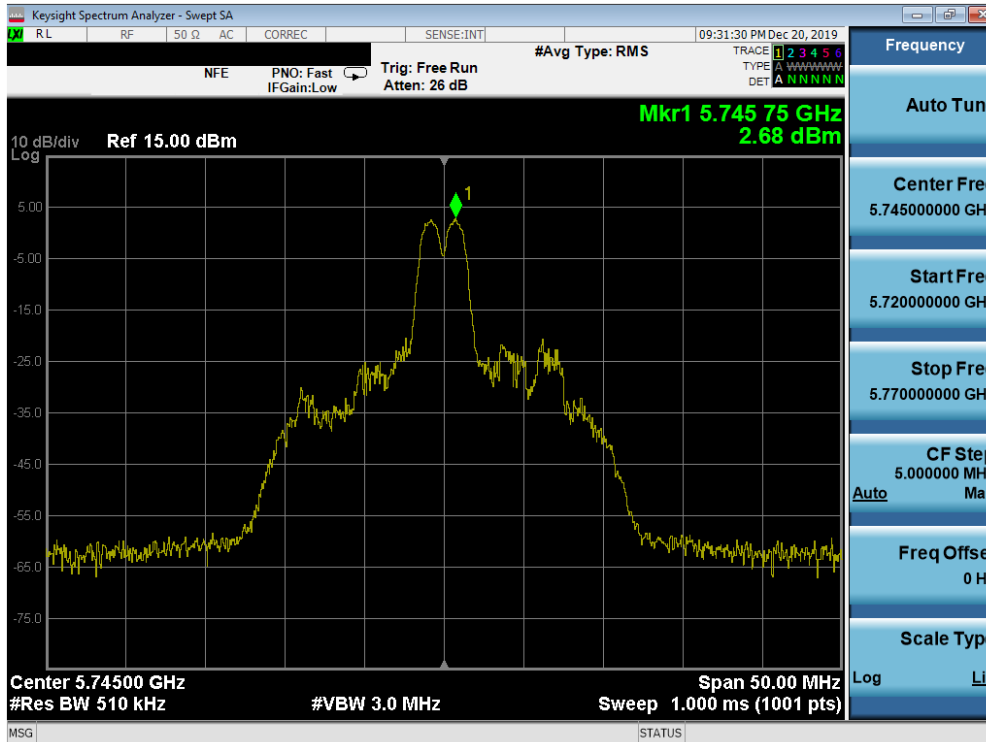 Keysight Spectrum Analyzer - Swept SA
LXI RL RF 50 Ω AC CORREC SENSE:INT 09:31:30 PM Dec 20, 2019
NFE PNO: Fast IFGain:Low
Trig: Free Run
Atten: 26 dB
#Avg Type: RMS
TRACE 1 2 3 4 5 6
TYPE A WWWWW
DET A N N N N N
Mkr1 5.745 75 GHz
2.68 dBm
10 dB/div Ref 15.00 dBm
Log
1
5.00
-5.00
-15.0
-25.0
-35.0
-45.0
-55.0
-65.0
-75.0
Center 5.74500 GHz Span 50.00 MHz
#Res BW 510 kHz #VBW 3.0 MHz Sweep 1.000 ms (1001 pts)
MSG STATUS
Frequency
Auto Tun
Center Fre
5.745000000 GH
Start Fre
5.720000000 GH
Stop Fre
5.770000000 GH
CF Step
5.000000 MH
Auto Ma
Freq Offse
0 H
Scale Type
Log Li